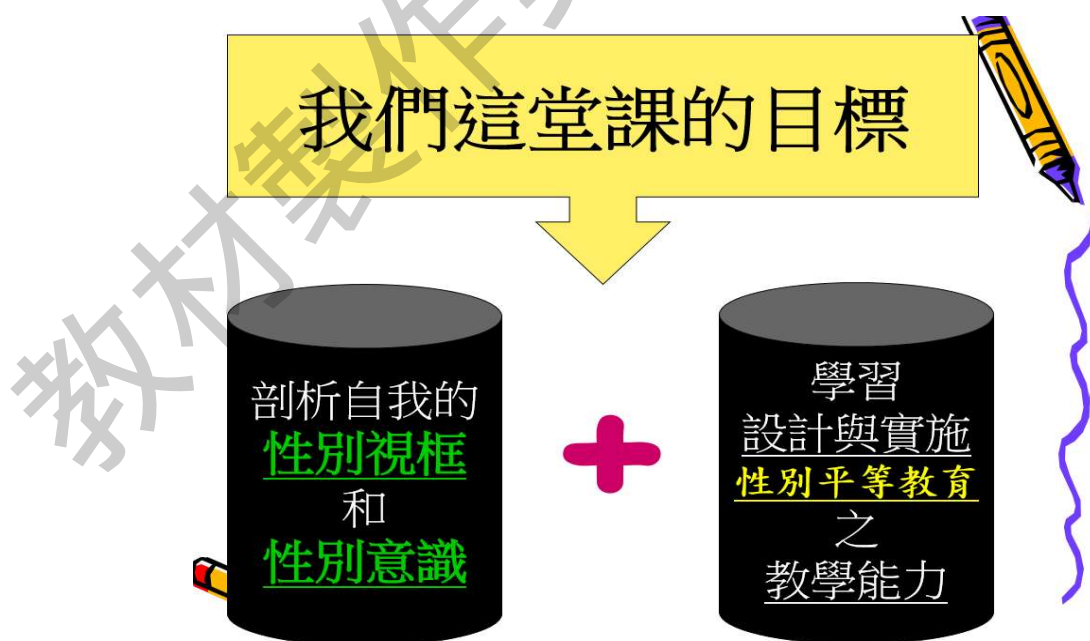 我們這堂課的目標
剖析自我的
性別視框
和
性別意識
學習
設計與實施
性別平等教育
之
教學能力
教材製作